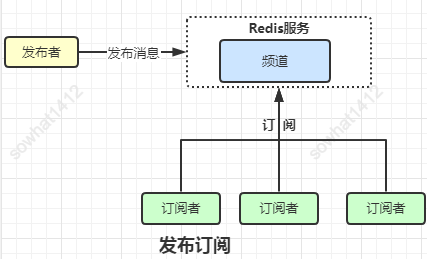 Redis服务
发布者
发布消息
频道
订 阅
订阅者
订阅者
订阅者
发布订阅
sowhat1412
sowhat1412